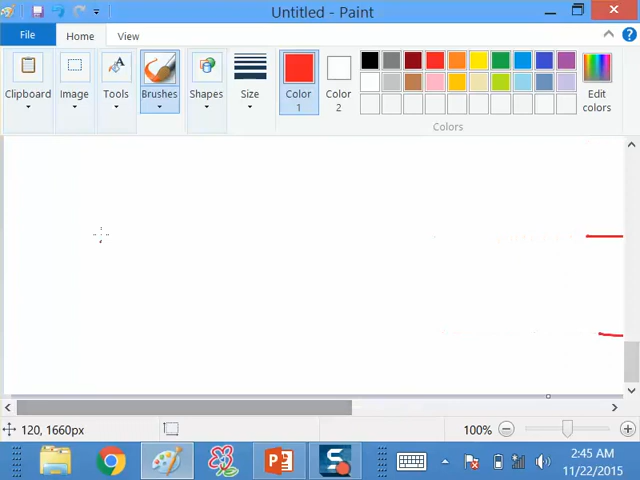 Untitled - Paint
File
Home
View
Clipboard
Image
Tools
Brushes
Shapes
Size
Color
1
Color
2
Edit
colors
Colors
120, 1660px
100%
2:45 AM
11/22/2015